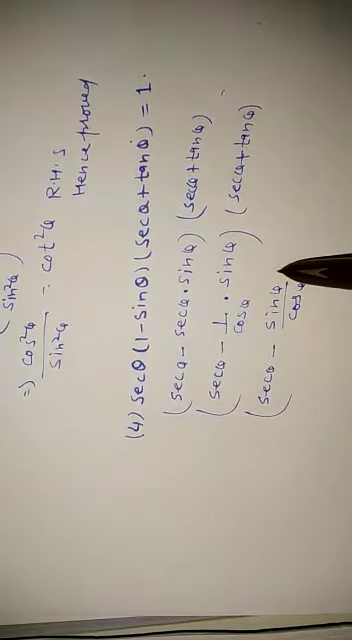 (sin²θ)
=> cos²θ / sin²θ = cot²θ R.H.S
Hence proved
(4) secθ(1-sinθ)(secθ+tanθ)=1.
(secθ - secθ·sinθ)(secθ+tanθ)
(secθ - 1/cosθ · sinθ) (secθ+tanθ)
(secθ - sinθ/cosθ